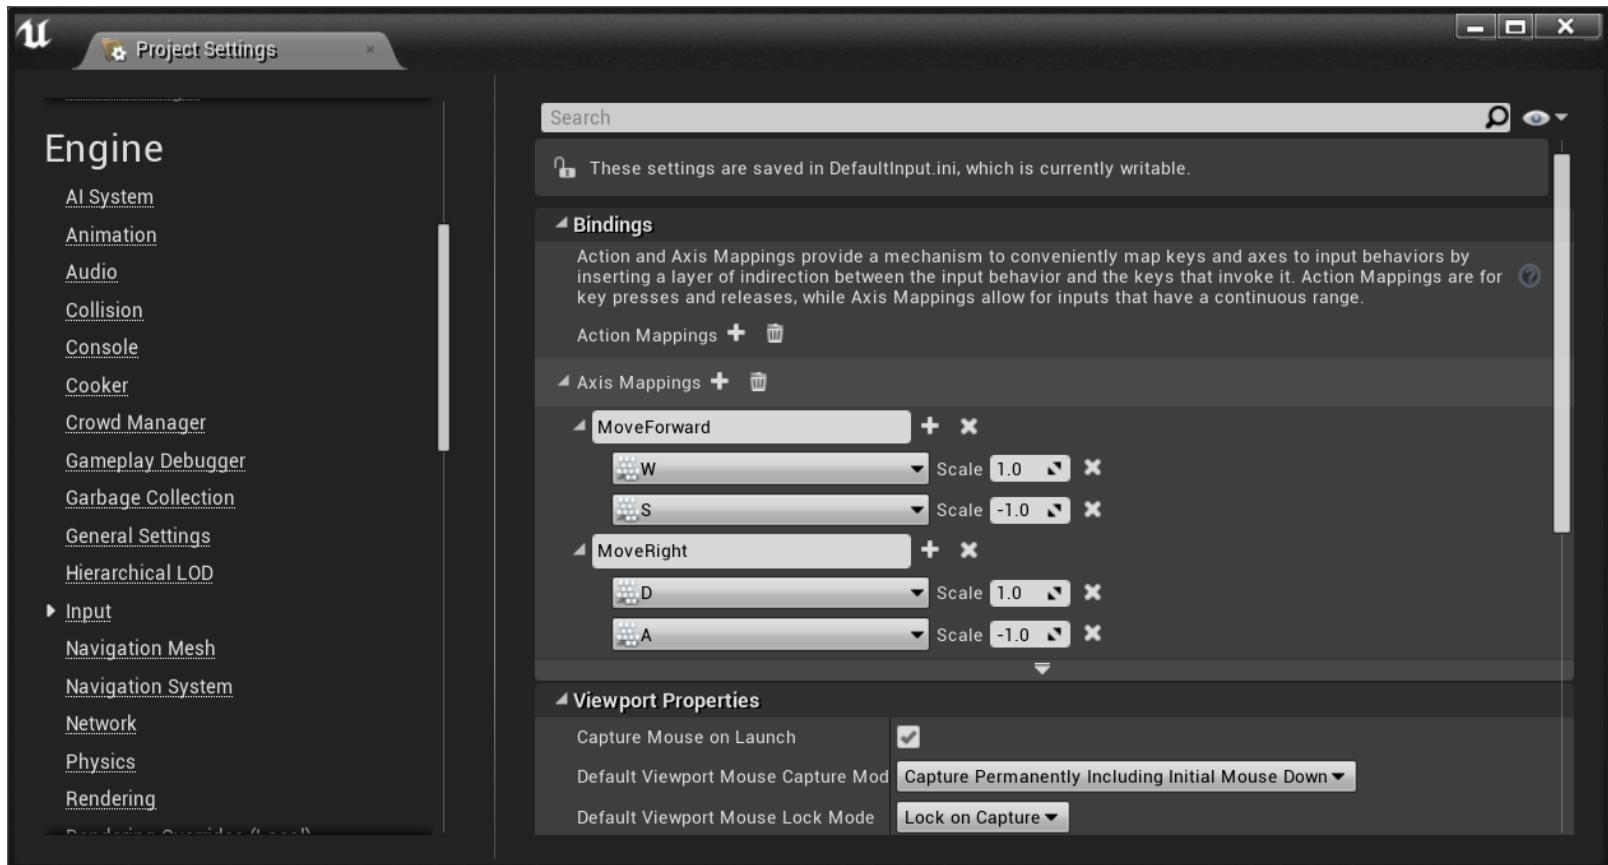 Project Settings
Engine
AI System
Animation
Audio
Collision
Console
Cooker
Crowd Manager
Gameplay Debugger
Garbage Collection
General Settings
Hierarchical LOD
Input
Navigation Mesh
Navigation System
Network
Physics
Rendering
Search
These settings are saved in DefaultInput.ini, which is currently writable.
Bindings
Action and Axis Mappings provide a mechanism to conveniently map keys and axes to input behaviors by
inserting a layer of indirection between the input behavior and the keys that invoke it. Action Mappings are for
key presses and releases, while Axis Mappings allow for inputs that have a continuous range.
Action Mappings
Axis Mappings
MoveForward
W Scale 1.0
S Scale -1.0
MoveRight
D Scale 1.0
A Scale -1.0
Viewport Properties
Capture Mouse on Launch
Default Viewport Mouse Capture Mod Capture Permanently Including Initial Mouse Down
Default Viewport Mouse Lock Mode Lock on Capture